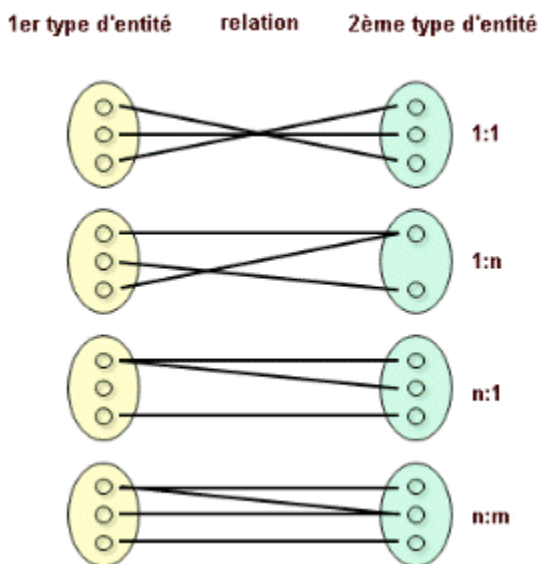 1er type d'entité relation 2ème type d'entité
1:1
1:n
n:1
n:m